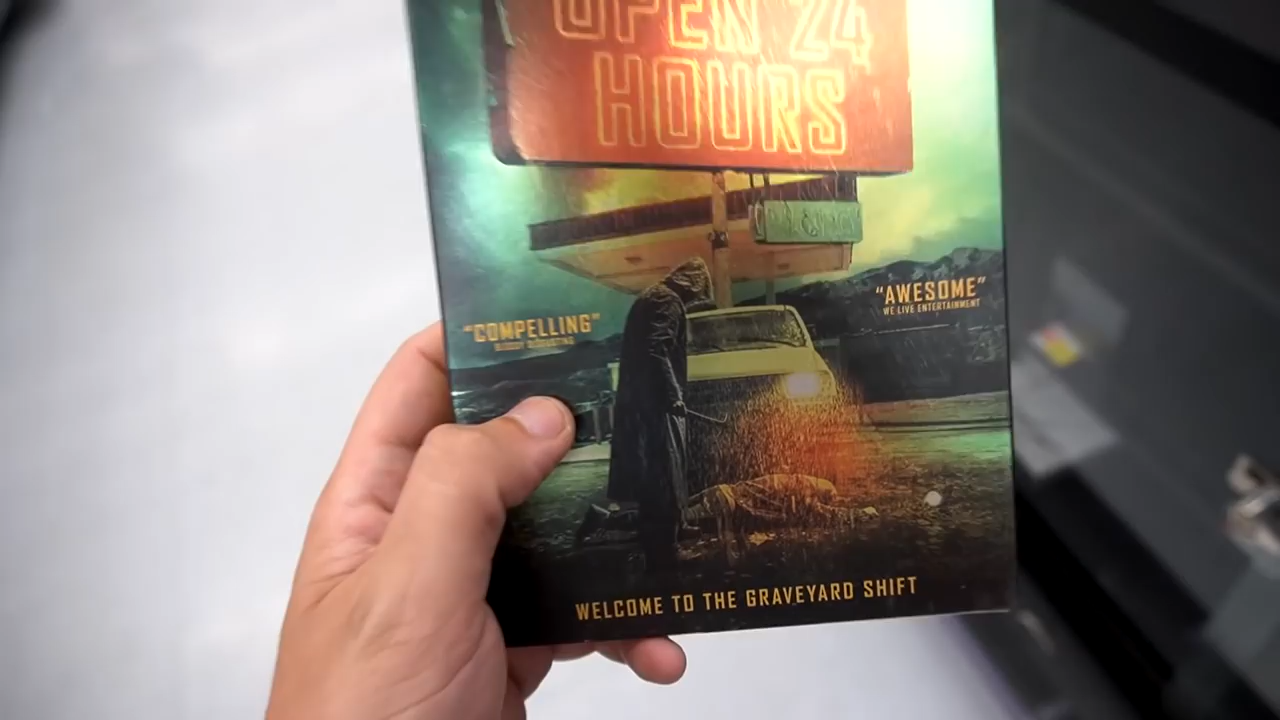 OPEN 24
HOURS
"AWESOME"
WE LIVE ENTERTAINMENT
"COMPELLING"
WELCOME TO THE GRAVEYARD SHIFT